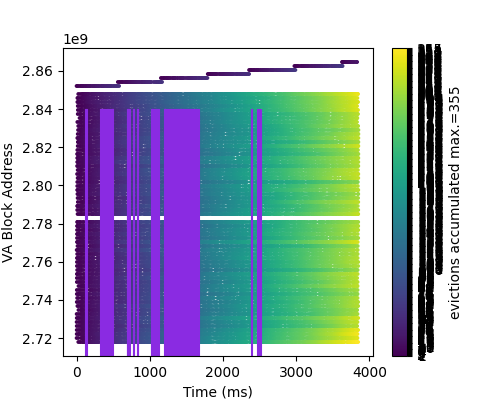 1e9
2.86
2.84
2.82
2.80
2.78
2.76
2.74
2.72
VA Block Address
0 1000 2000 3000 4000
Time (ms)
evictions accumulated max.=355